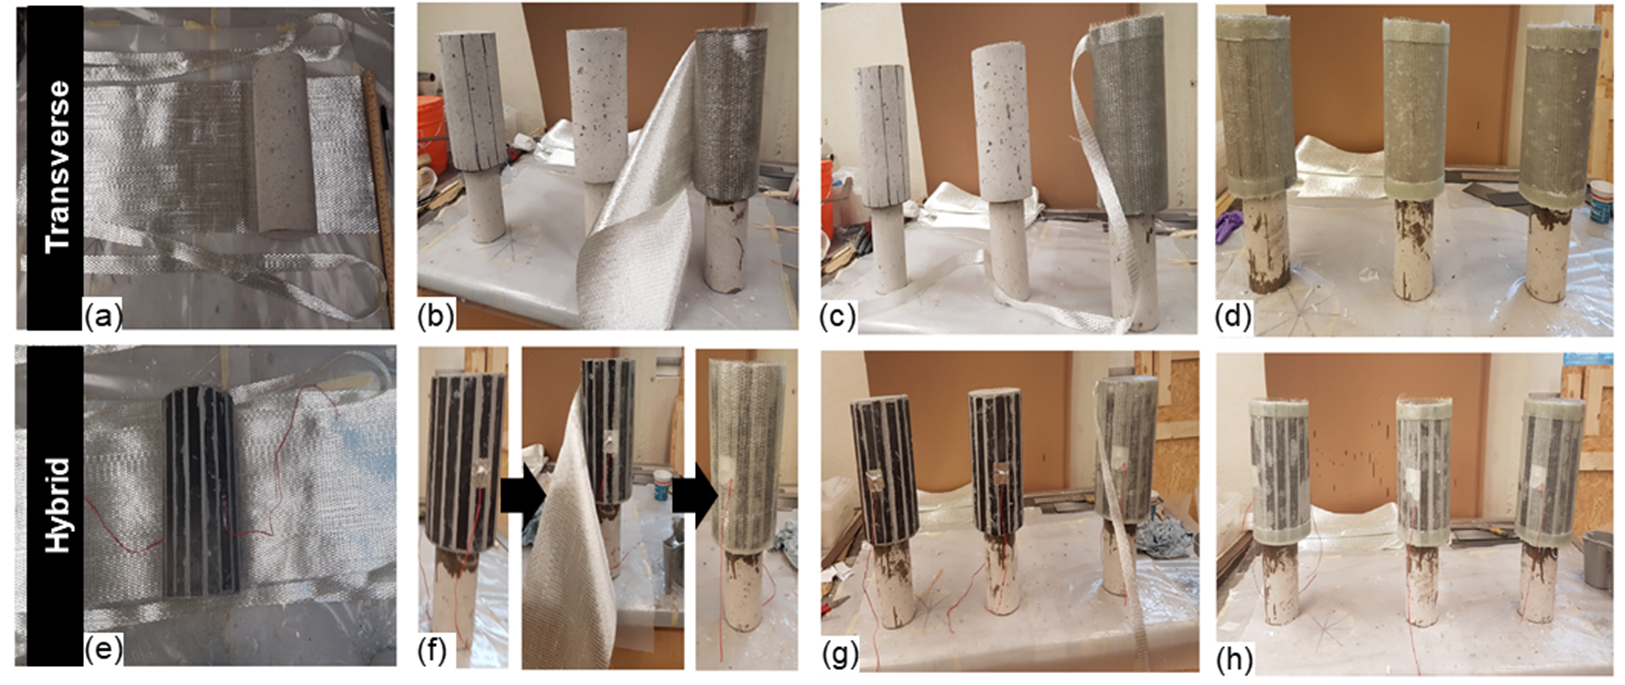 Transverse
(a)
(b)
(c)
(d)
Hybrid
(e)
(f)
(g)
(h)